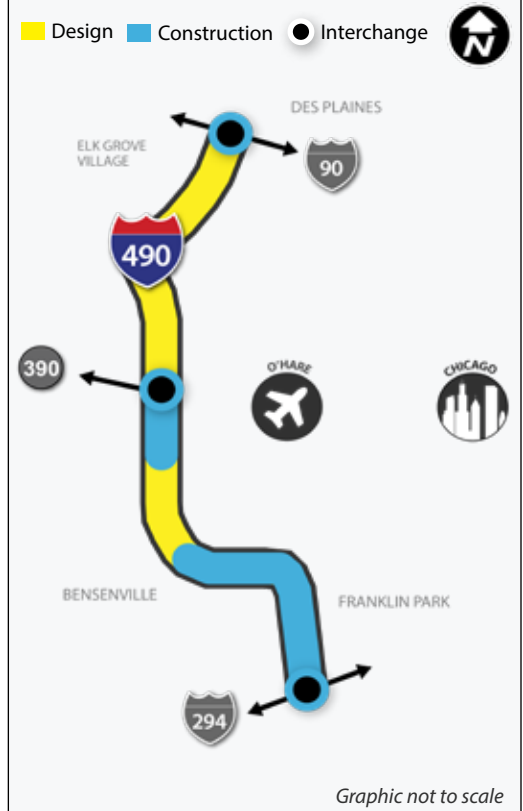 Design Construction Interchange
N
DES PLAINES
ELK GROVE
VILLAGE
90
490
390
O'HARE
CHICAGO
BENSENVILLE
FRANKLIN PARK
294
Graphic not to scale